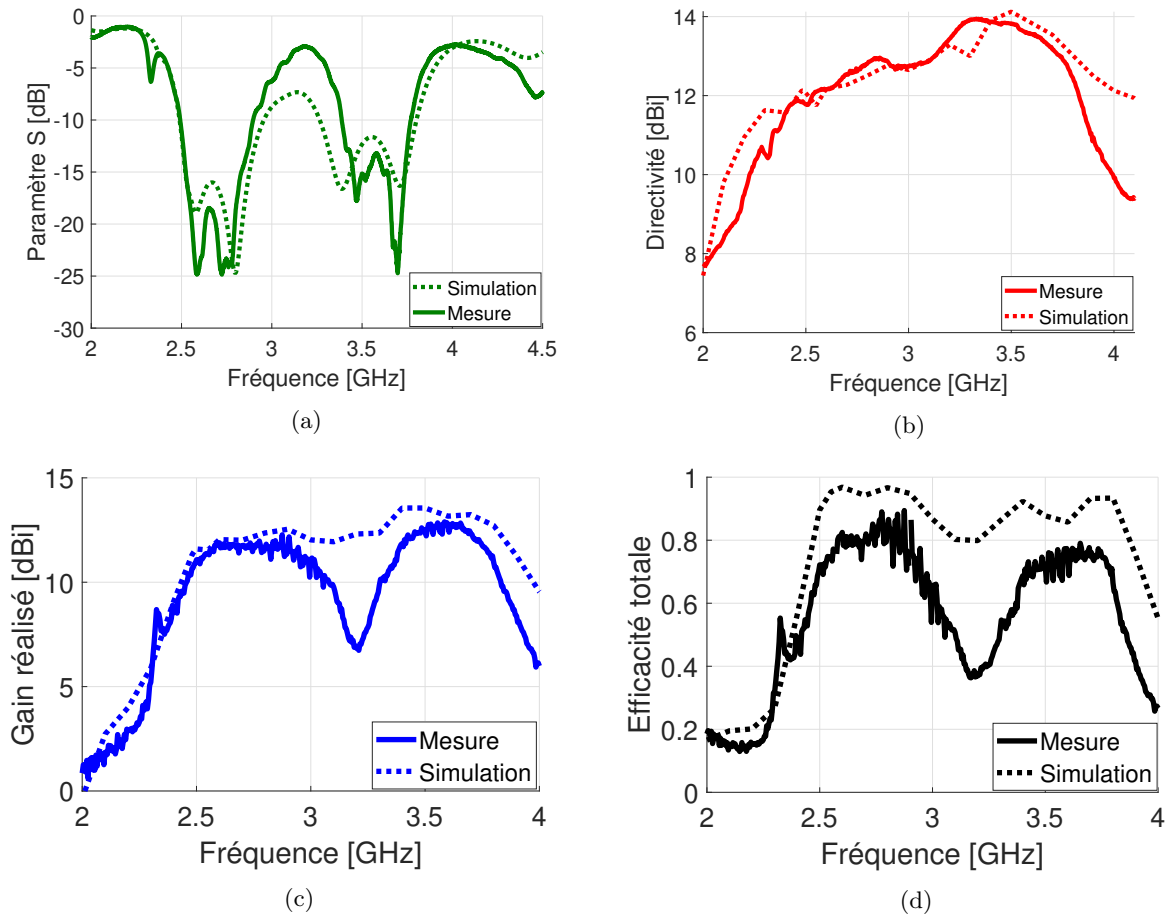 0
-5
-10
-15
-20
-25
-30
Paramètre S [dB]
2 2.5 3 3.5 4 4.5
Fréquence [GHz]
Simulation
Mesure
(a)
14
12
10
8
6
Directivité [dBi]
2 2.5 3 3.5 4
Fréquence [GHz]
Mesure
Simulation
(b)
15
10
5
0
Gain réalisé [dBi]
2 2.5 3 3.5 4
Fréquence [GHz]
Mesure
Simulation
(c)
1
0.8
0.6
0.4
0.2
0
Efficacité totale
2 2.5 3 3.5 4
Fréquence [GHz]
Mesure
Simulation
(d)